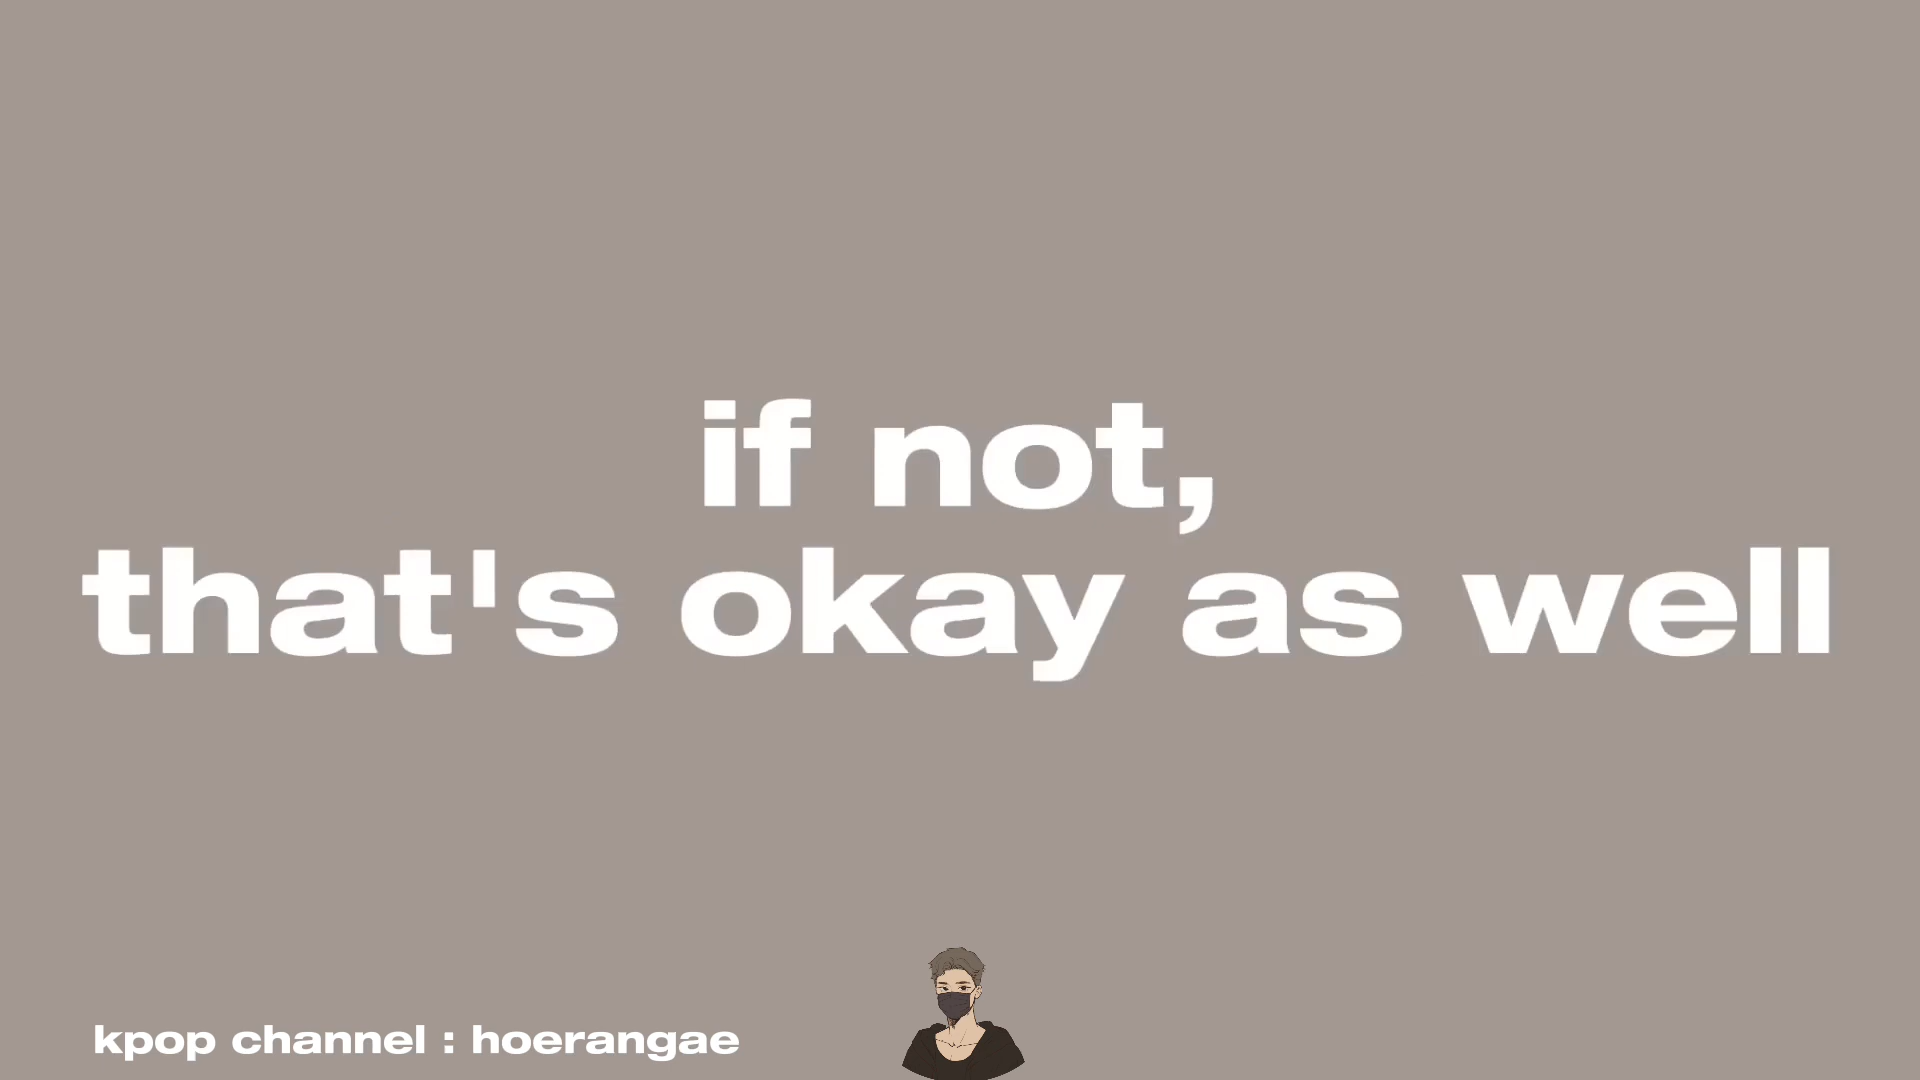 if not,
that's okay as well
kpop channel : hoerangae